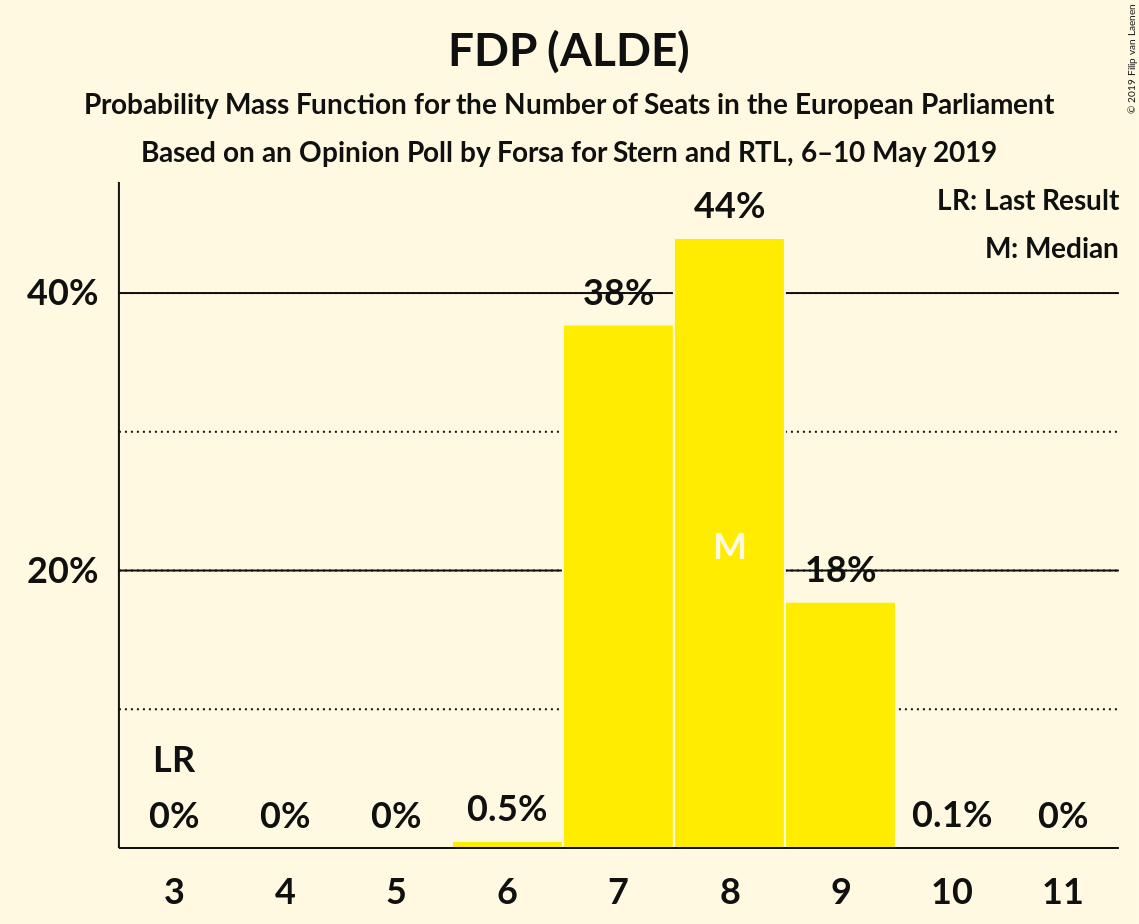 FDP (ALDE)
Probability Mass Function for the Number of Seats in the European Parliament
Based on an Opinion Poll by Forsa for Stern and RTL, 6–10 May 2019
© 2019 Filip van Laenen
LR: Last Result
M: Median
44%
40%
38%
M
20%
18%
LR
0%
0%
0%
0.5%
0.1%
0%
3 4 5 6 7 8 9 10 11